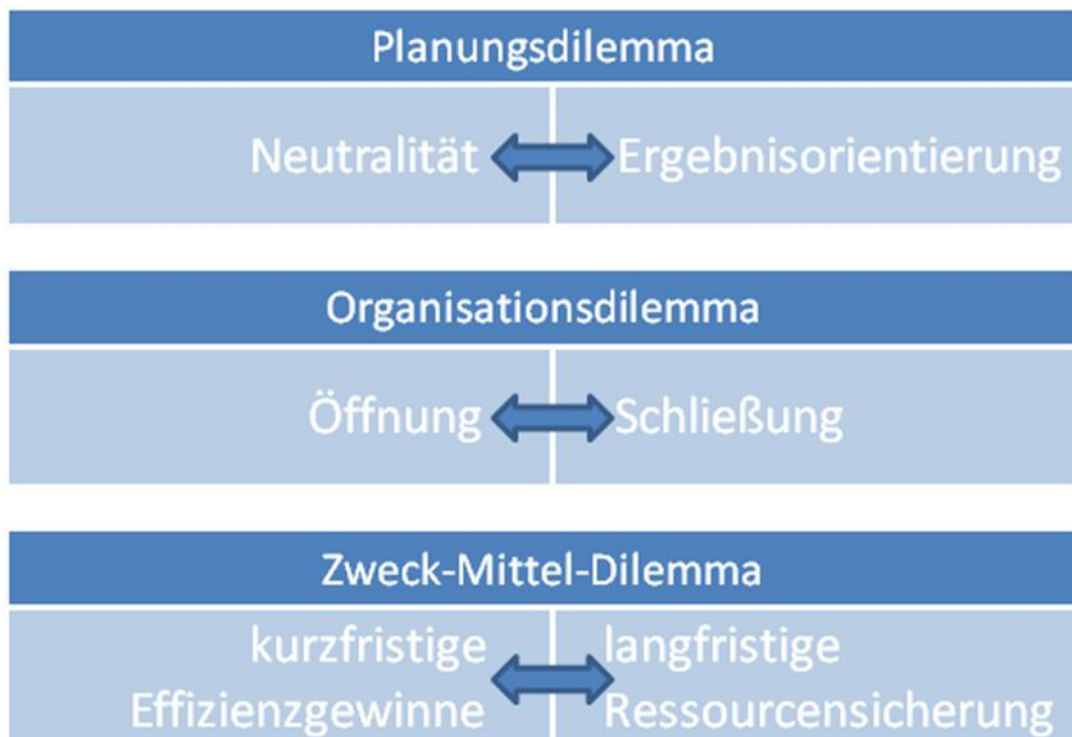 Planungsdilemma
Neutralität Ergebnisorientierung
Organisationsdilemma
Öffnung Schließung
Zweck-Mittel-Dilemma
kurzfristige langfristige
Effizienzgewinne Ressourcensicherung